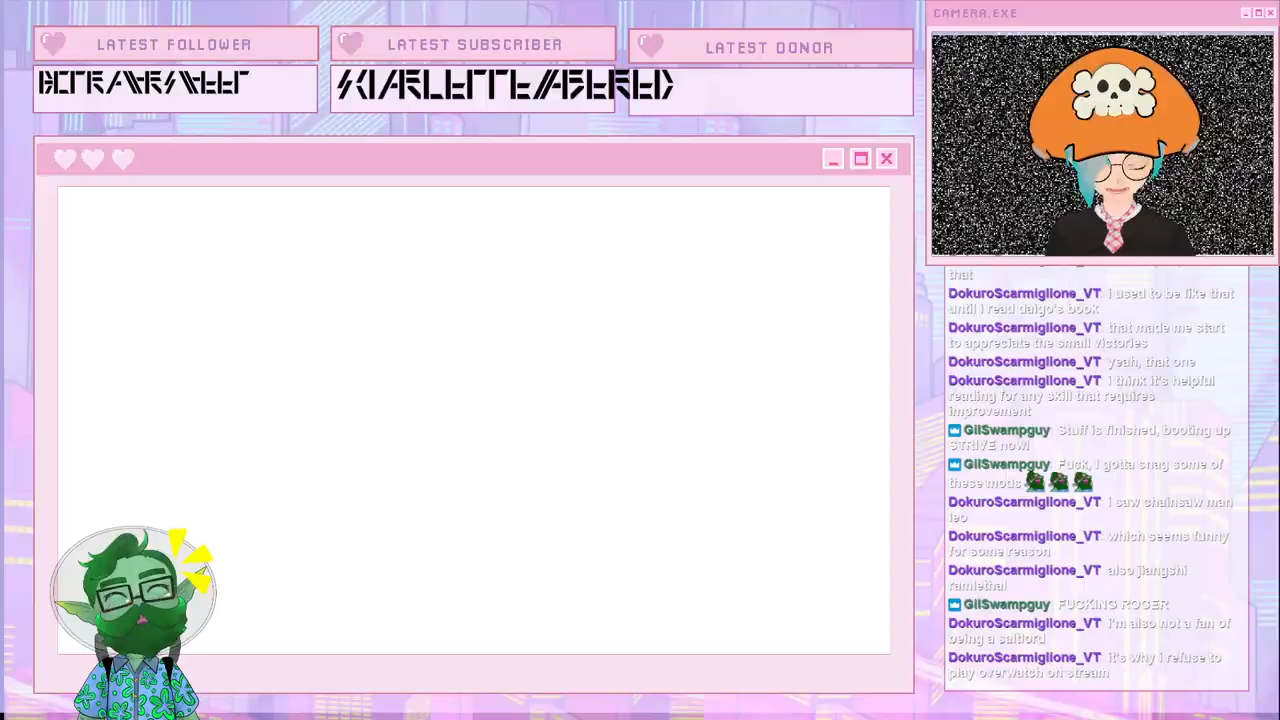 CAMERA.EXE
LATEST FOLLOWER
LATEST SUBSCRIBER
LATEST DONOR
that
DokuroScarmiglione_VT i used to be like that
until i read daigo's book
DokuroScarmiglione_VT that made me start
to appreciate the small victories
DokuroScarmiglione_VT yeah, that one
DokuroScarmiglione_VT i think it's helpful
reading for any skill that requires
improvement
GilSwampguy Stuff is finished, booting up
STRIVE now!
GilSwampguy Fuck, I gotta snag some of
these mods
DokuroScarmiglione_VT i saw chainsaw man
leo
DokuroScarmiglione_VT which seems funny
for some reason
DokuroScarmiglione_VT also jiangshi
ramlethal
GilSwampguy FUCKING ROGER
DokuroScarmiglione_VT i'm also not a fan of
being a saltlord
DokuroScarmiglione_VT it's why i refuse to
play overwatch on stream